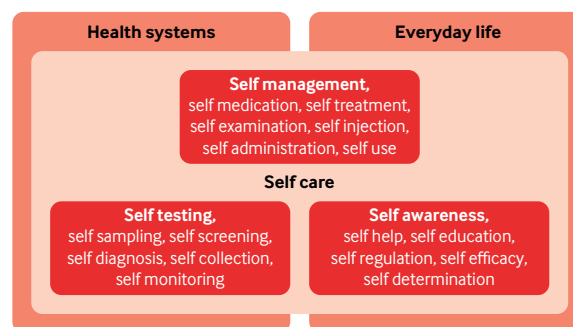 Health systems
Everyday life
Self management,
self medication, self treatment,
self examination, self injection,
self administration, self use
Self care
Self testing,
self sampling, self screening,
self diagnosis, self collection,
self monitoring
Self awareness,
self help, self education,
self regulation, self efficacy,
self determination